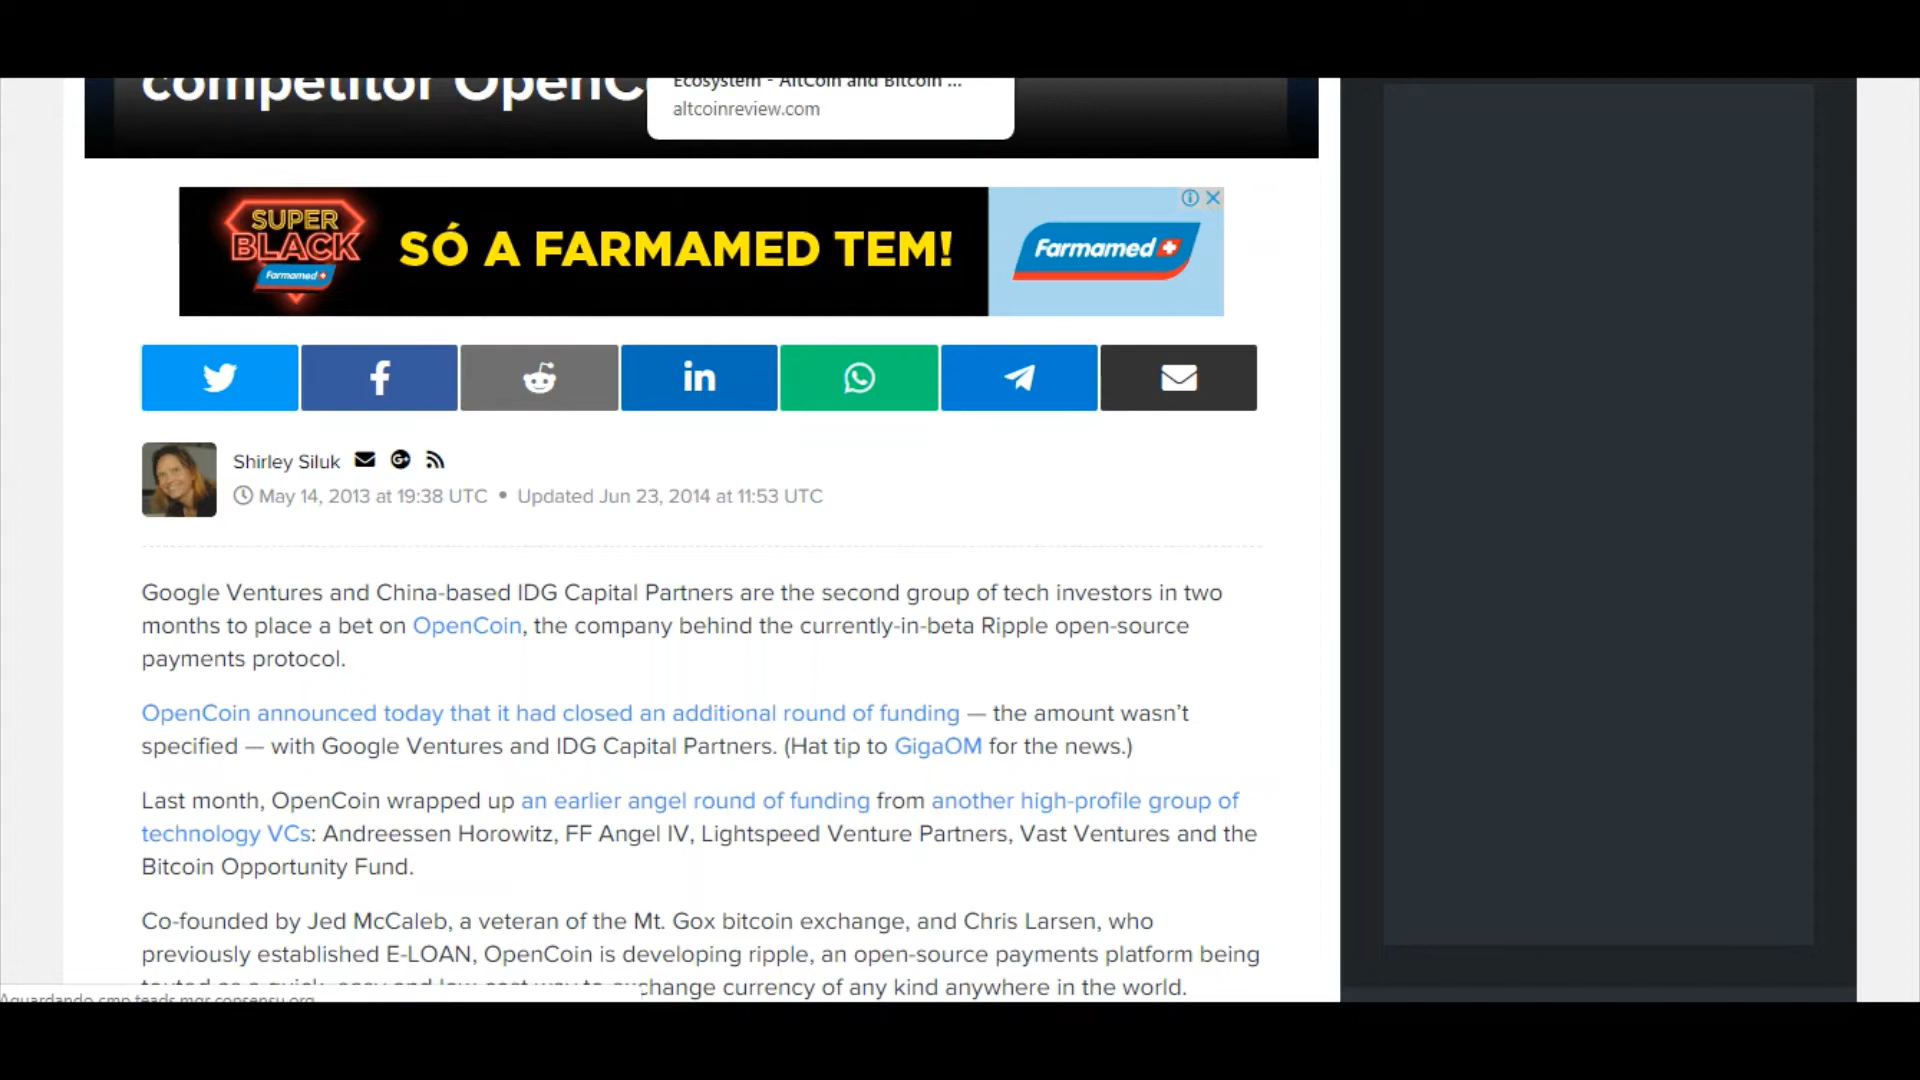 competitor OpenC
Ecosystem - AltCoin and Bitcoin ...
altcoinreview.com
SUPER
BLACK
Farmamed
SÓ A FARMAMED TEM!
Farmamed
Shirley Siluk
May 14, 2013 at 19:38 UTC • Updated Jun 23, 2014 at 11:53 UTC
Google Ventures and China-based IDG Capital Partners are the second group of tech investors in two
months to place a bet on OpenCoin, the company behind the currently-in-beta Ripple open-source
payments protocol.
OpenCoin announced today that it had closed an additional round of funding — the amount wasn't
specified — with Google Ventures and IDG Capital Partners. (Hat tip to GigaOM for the news.)
Last month, OpenCoin wrapped up an earlier angel round of funding from another high-profile group of
technology VCs: Andreessen Horowitz, FF Angel IV, Lightspeed Venture Partners, Vast Ventures and the
Bitcoin Opportunity Fund.
Co-founded by Jed McCaleb, a veteran of the Mt. Gox bitcoin exchange, and Chris Larsen, who
previously established E-LOAN, OpenCoin is developing ripple, an open-source payments platform being
change currency of any kind anywhere in the world.
Aguardando cmp.teads.mgr.consensu.org